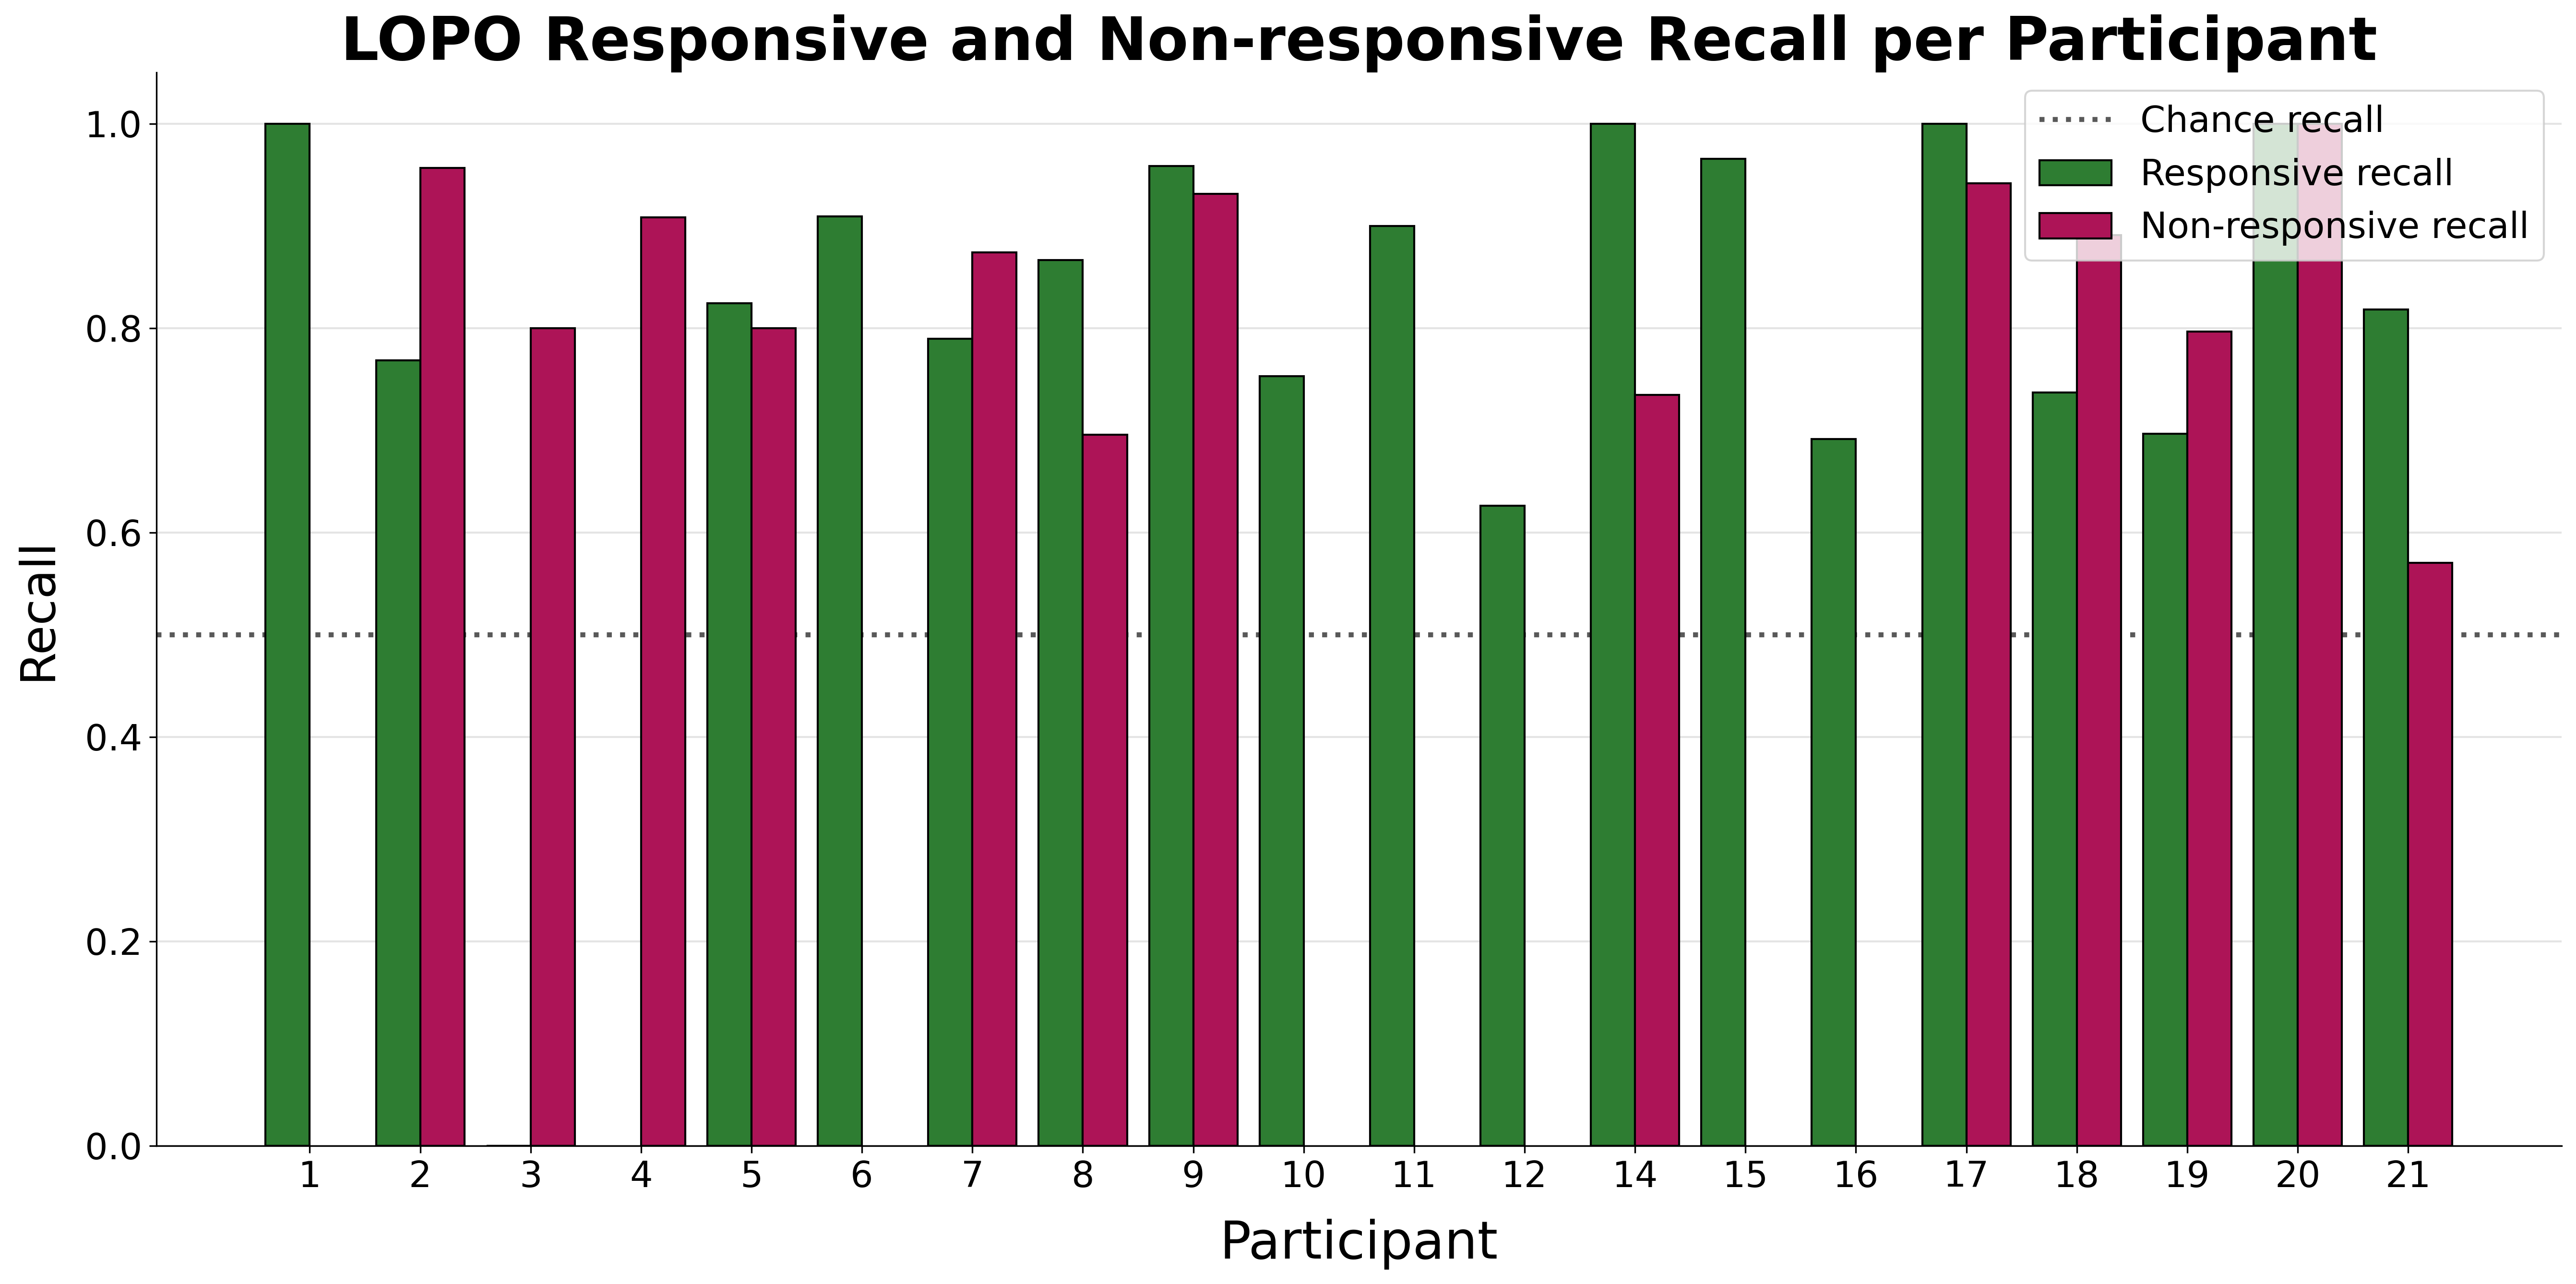 LOPO Responsive and Non-responsive Recall per Participant
Chance recall
Responsive recall
Non-responsive recall
1.0
0.8
0.6
0.4
0.2
0.0
Recall
1 2 3 4 5 6 7 8 9 10 11 12 14 15 16 17 18 19 20 21
Participant